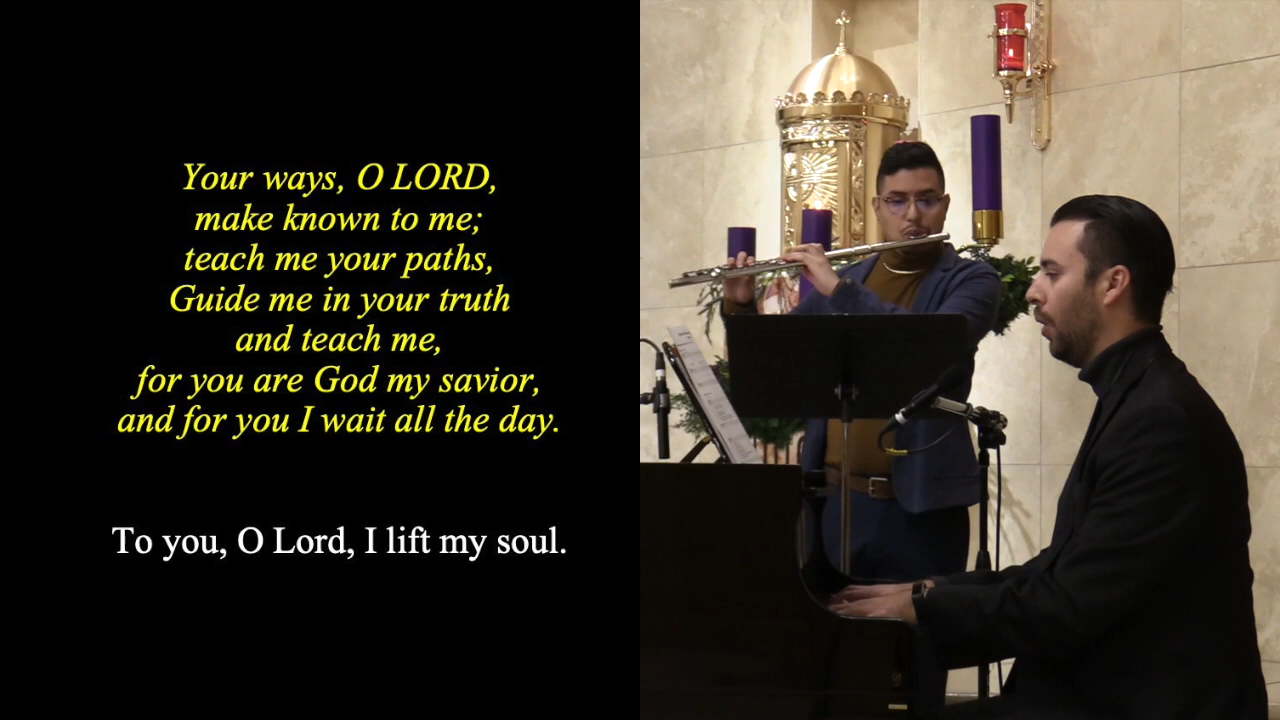 Your ways, O LORD,
make known to me;
teach me your paths,
Guide me in your truth
and teach me,
for you are God my savior,
and for you I wait all the day.
To you, O Lord, I lift my soul.